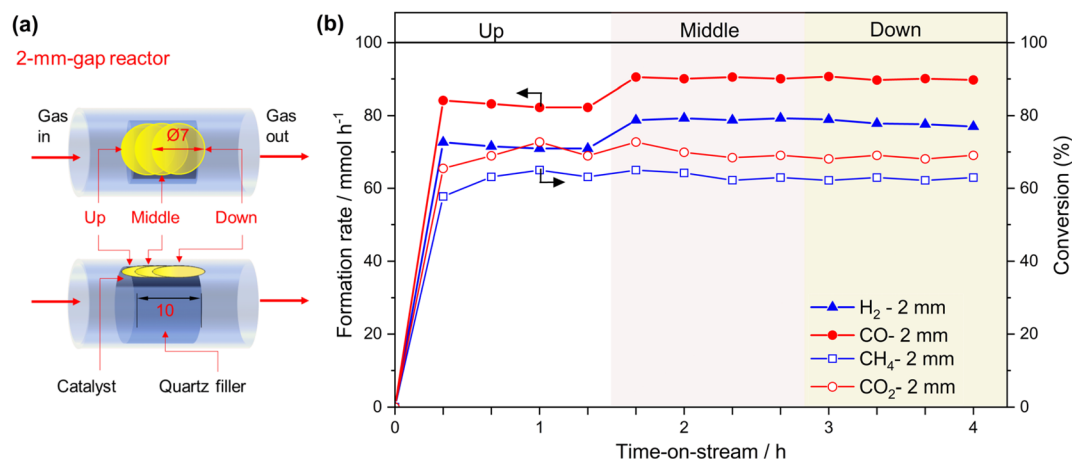 (a)
2-mm-gap reactor
Gas in
Gas out
Ø7
Up
Middle
Down
10
Catalyst
Quartz filler
(b)
Up
Middle
Down
Formation rate / mmol h⁻¹
100
80
60
40
20
0
100
80
60
40
20
0
Conversion (%)
H₂ - 2 mm
CO- 2 mm
CH₄- 2 mm
CO₂- 2 mm
0
1
2
3
4
Time-on-stream / h